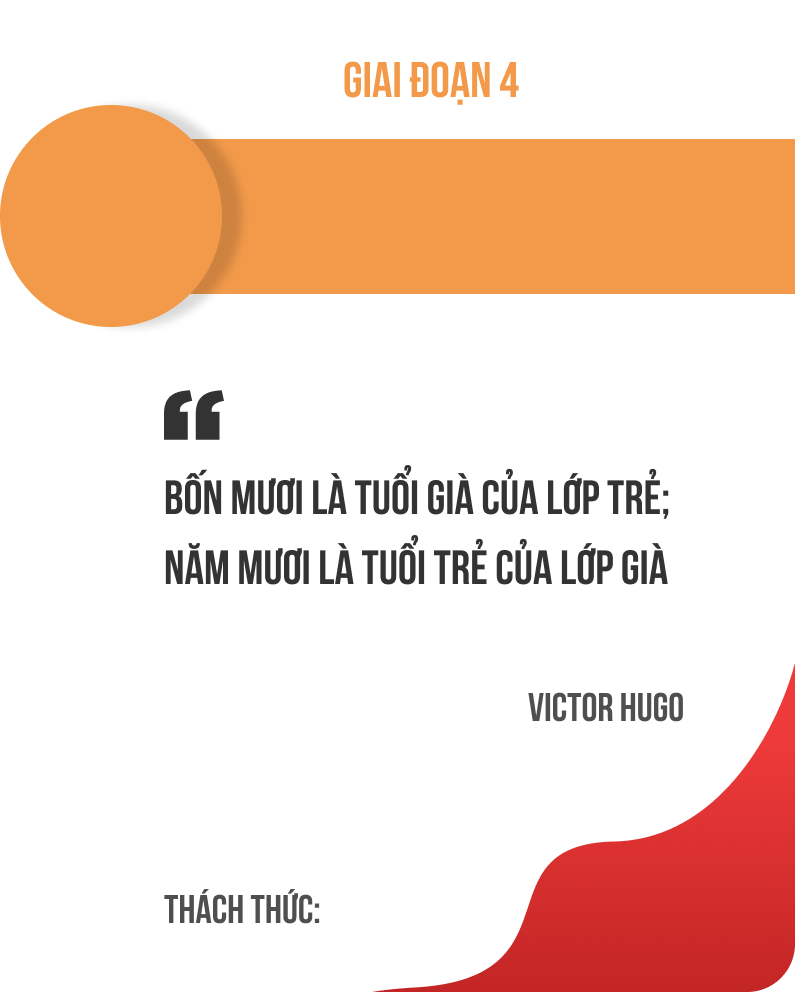 GIAI ĐOẠN 4
“
BỐN MƯƠI LÀ TUỔI GIÀ CỦA LỚP TRẺ;
NĂM MƯƠI LÀ TUỔI TRẺ CỦA LỚP GIÀ
VICTOR HUGO
THÁCH THỨC: